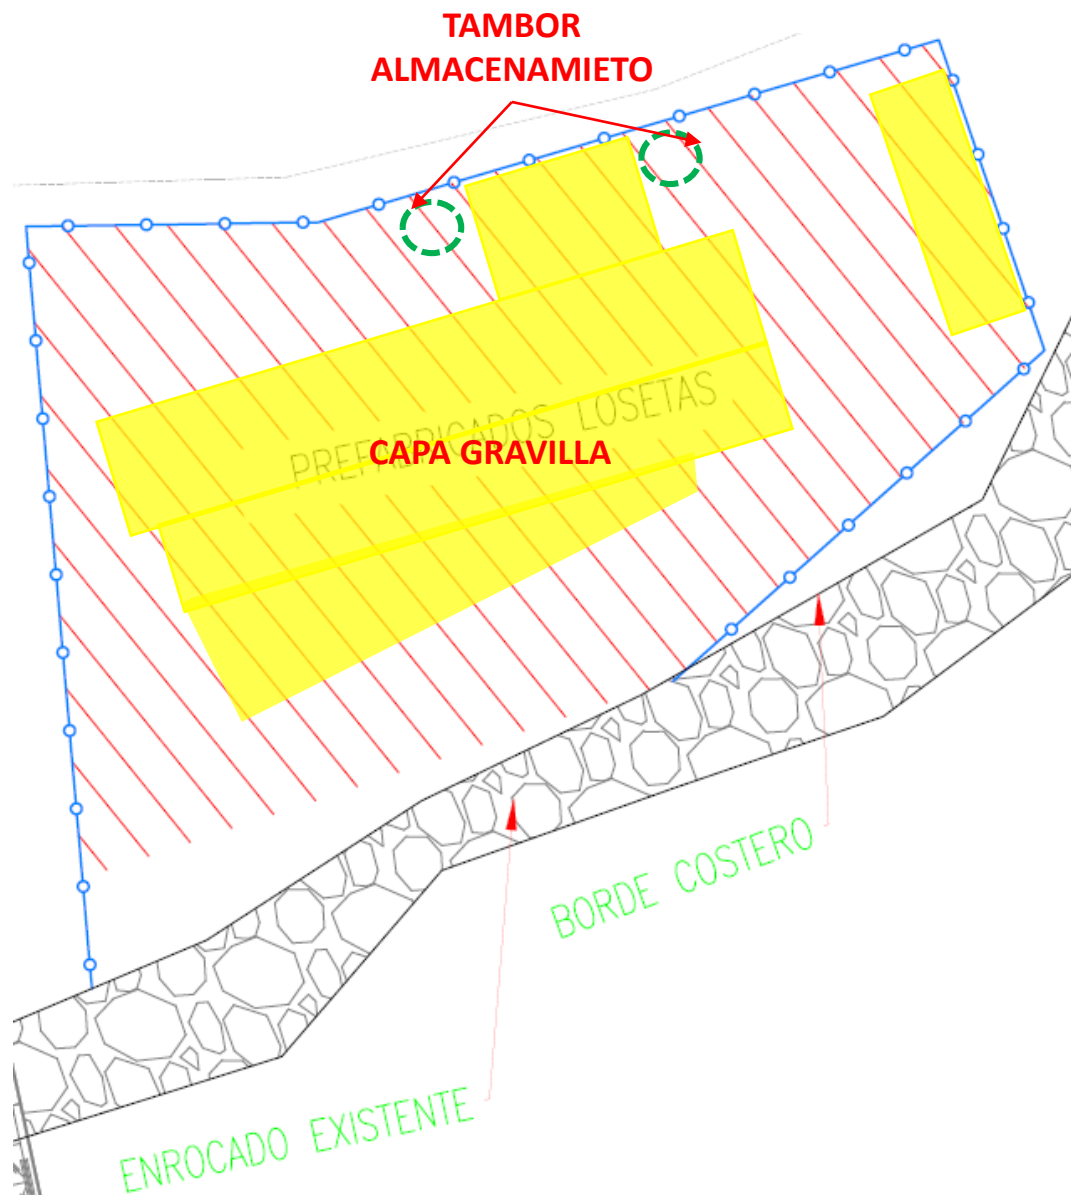 TAMBOR
ALMACENAMIETO
PREFABRICADOS LOSETAS
CAPA GRAVILLA
BORDE COSTERO
ENROCADO EXISTENTE